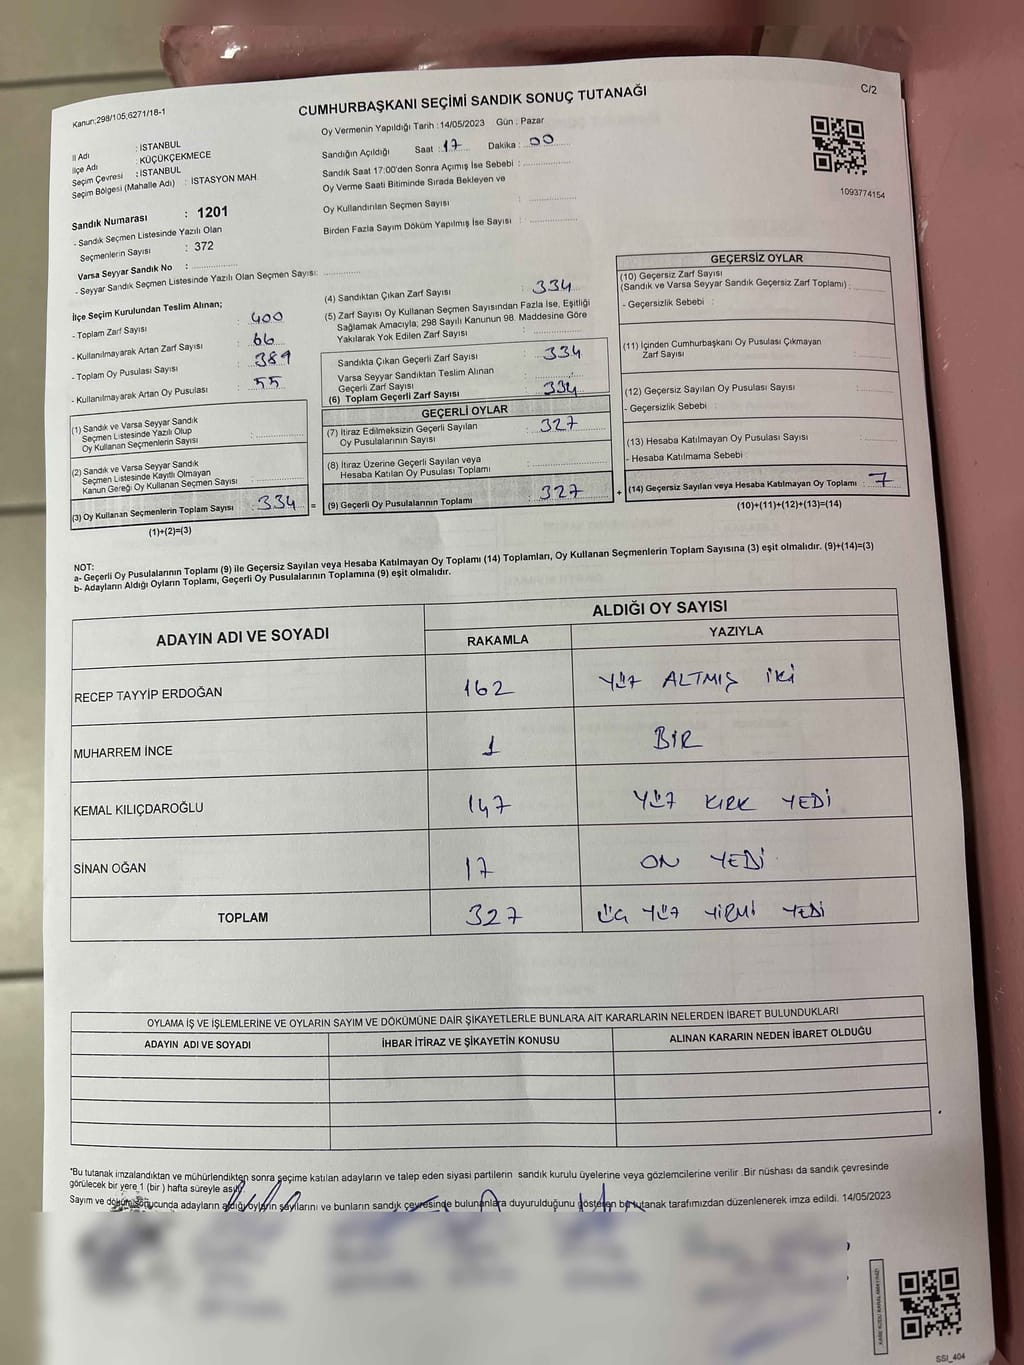 Kanun:298/105;6271/18-1
CUMHURBAŞKANI SEÇİMİ SANDIK SONUÇ TUTANAĞI
C/2
Oy Vermenin Yapıldığı Tarih :14/05/2023 Gün : Pazar
İl Adı : İSTANBUL
İlçe Adı : KÜÇÜKÇEKMECE
Seçim Çevresi : İSTANBUL
Seçim Bölgesi (Mahalle Adı) : İSTASYON MAH.
Sandığın Açıldığı Saat : 17 Dakika : 00
Sandık Saat 17:00'den Sonra Açımış İse Sebebi :
Oy Verme Saati Bitiminde Sırada Bekleyen ve
Oy Kullandırılan Seçmen Sayısı :
Birden Fazla Sayım Döküm Yapılmış İse Sayısı :
1093774154
Sandık Numarası : 1201
- Sandık Seçmen Listesinde Yazılı Olan
Seçmenlerin Sayısı : 372
Varsa Seyyar Sandık No :
- Seyyar Sandık Seçmen Listesinde Yazılı Olan Seçmen Sayısı:
İlçe Seçim Kurulundan Teslim Alınan;
- Toplam Zarf Sayısı : 400
- Kullanılmayarak Artan Zarf Sayısı : 66
- Toplam Oy Pusulası Sayısı : 389
- Kullanılmayarak Artan Oy Pusulası : 55
(1) Sandık ve Varsa Seyyar Sandık
Seçmen Listesinde Yazılı Olup
Oy Kullanan Seçmenlerin Sayısı :
(2) Sandık ve Varsa Seyyar Sandık
Seçmen Listesinde Kayıtlı Olmayan
Kanun Gereği Oy Kullanan Seçmen Sayısı :
(3) Oy Kullanan Seçmenlerin Toplam Sayısı : 334 =
(1)+(2)=(3)
(4) Sandıktan Çıkan Zarf Sayısı : 334
(5) Zarf Sayısı Oy Kullanan Seçmen Sayısından Fazla İse, Eşitliği
Sağlamak Amacıyla; 298 Sayılı Kanunun 98. Maddesine Göre
Yakılarak Yok Edilen Zarf Sayısı :
Sandıkta Çıkan Geçerli Zarf Sayısı : 334
Varsa Seyyar Sandıktan Teslim Alınan
Geçerli Zarf Sayısı :
(6) Toplam Geçerli Zarf Sayısı : 334
GEÇERLİ OYLAR
(7) İtiraz Edilmeksizin Geçerli Sayılan
Oy Pusulalarının Sayısı : 327
(8) İtiraz Üzerine Geçerli Sayılan veya
Hesaba Katılan Oy Pusulası Toplamı :
(9) Geçerli Oy Pusulalarının Toplamı : 327 +
GEÇERSİZ OYLAR
(10) Geçersiz Zarf Sayısı
(Sandık ve Varsa Seyyar Sandık Geçersiz Zarf Toplamı) :
- Geçersizlik Sebebi :
(11) İçinden Cumhurbaşkanı Oy Pusulası Çıkmayan
Zarf Sayısı :
(12) Geçersiz Sayılan Oy Pusulası Sayısı :
- Geçersizlik Sebebi :
(13) Hesaba Katılmayan Oy Pusulası Sayısı :
- Hesaba Katılmama Sebebi :
(14) Geçersiz Sayılan veya Hesaba Katılmayan Oy Toplamı : 7
(10)+(11)+(12)+(13)=(14)
NOT:
a- Geçerli Oy Pusulalarının Toplamı (9) ile Geçersiz Sayılan veya Hesaba Katılmayan Oy Toplamı (14) Toplamları, Oy Kullanan Seçmenlerin Toplam Sayısına (3) eşit olmalıdır. (9)+(14)=(3)
b- Adayların Aldığı Oyların Toplamı, Geçerli Oy Pusulalarının Toplamına (9) eşit olmalıdır.
ADAYIN ADI VE SOYADI
ALDIĞI OY SAYISI
RAKAMLA YAZIYLA
RECEP TAYYİP ERDOĞAN 162 YÜZ ALTMIŞ İKİ
MUHARREM İNCE 1 BİR
KEMAL KILIÇDAROĞLU 147 YÜZ KIRK YEDİ
SİNAN OĞAN 17 ON YEDİ
TOPLAM 327 ÜÇ YÜZ YİRMİ YEDİ
OYLAMA İŞ VE İŞLEMLERİNE VE OYLARIN SAYIM VE DÖKÜMÜNE DAİR ŞİKAYETLERLE BUNLARA AİT KARARLARIN NELERDEN İBARET BULUNDUKLARI
ADAYIN ADI VE SOYADI İHBAR İTİRAZ VE ŞİKAYETİN KONUSU ALINAN KARARIN NEDEN İBARET OLDUĞU
*Bu tutanak imzalandıktan ve mühürlendikten sonra seçime katılan adayların ve talep eden siyasi partilerin sandık kurulu üyelerine veya gözlemcilerine verilir .Bir nüshası da sandık çevresinde
görülecek bir yere 1 (bir ) hafta süreyle asılır.
Sayım ve dökümü sonucunda adayların aldığı oyların sayılarını ve bunların sandık çevresinde bulunanlara duyurulduğunu gösteren bu tutanak tarafımızdan düzenlenerek imza edildi. 14/05/2023
SSI_404